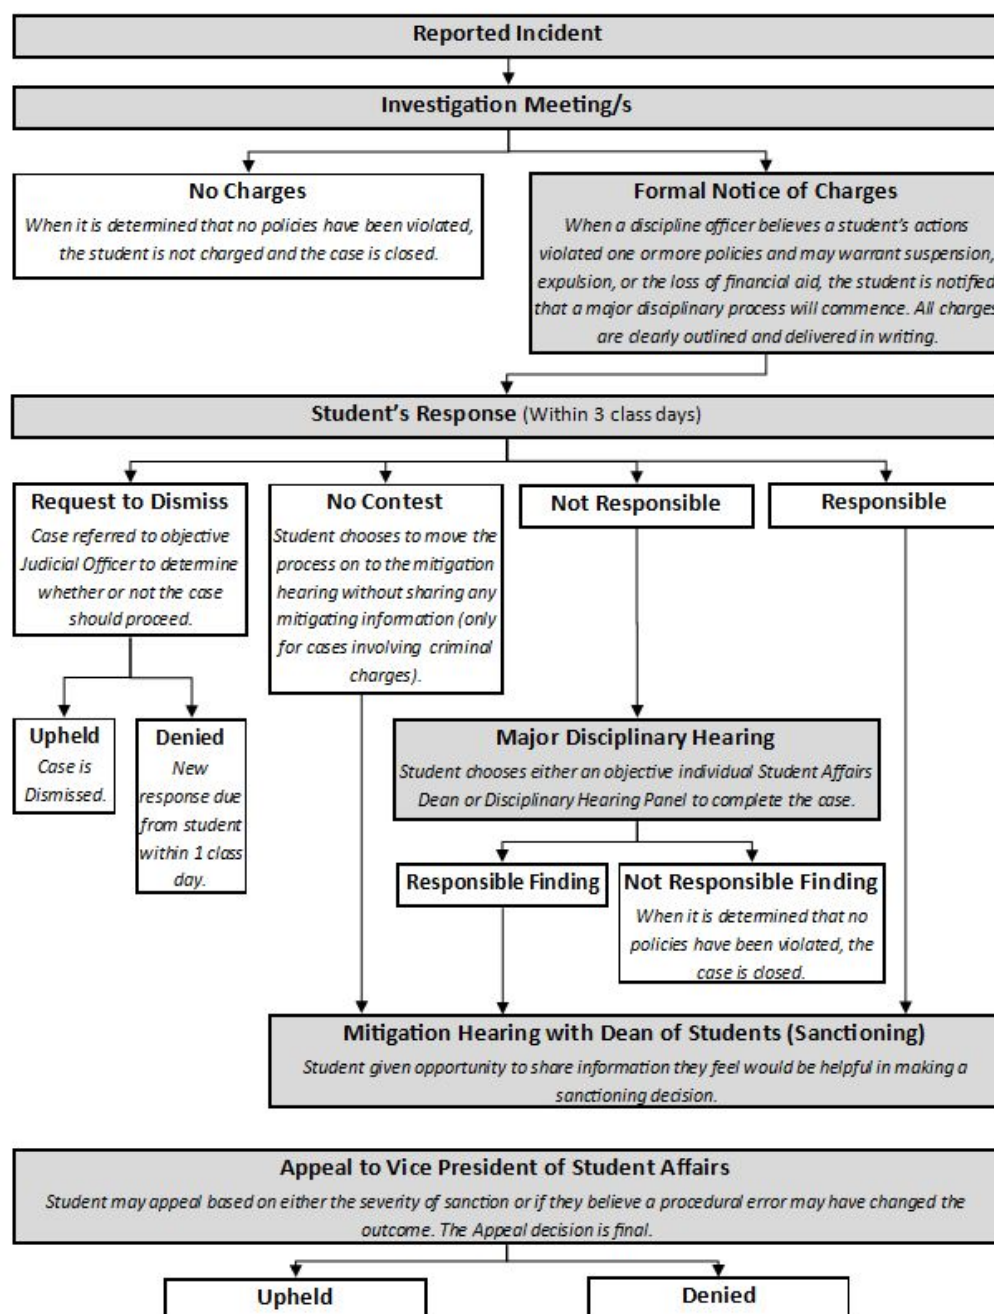 Reported Incident
Investigation Meeting/s
No Charges
When it is determined that no policies have been violated,
the student is not charged and the case is closed.
Formal Notice of Charges
When a discipline officer believes a student's actions
violated one or more policies and may warrant suspension,
expulsion, or the loss of financial aid, the student is notified
that a major disciplinary process will commence. All charges
are clearly outlined and delivered in writing.
Student's Response (Within 3 class days)
Request to Dismiss
Case referred to objective
Judicial Officer to determine
whether or not the case
should proceed.
No Contest
Student chooses to move the
process on to the mitigation
hearing without sharing any
mitigating information (only
for cases involving criminal
charges).
Not Responsible
Responsible
Upheld
Case is
Dismissed.
Denied
New
response due
from student
within 1 class
day.
Major Disciplinary Hearing
Student chooses either an objective individual Student Affairs
Dean or Disciplinary Hearing Panel to complete the case.
Responsible Finding
Not Responsible Finding
When it is determined that no
policies have been violated, the
case is closed.
Mitigation Hearing with Dean of Students (Sanctioning)
Student given opportunity to share information they feel would be helpful in making a
sanctioning decision.
Appeal to Vice President of Student Affairs
Student may appeal based on either the severity of sanction or if they believe a procedural error may have changed the
outcome. The Appeal decision is final.
Upheld
Denied